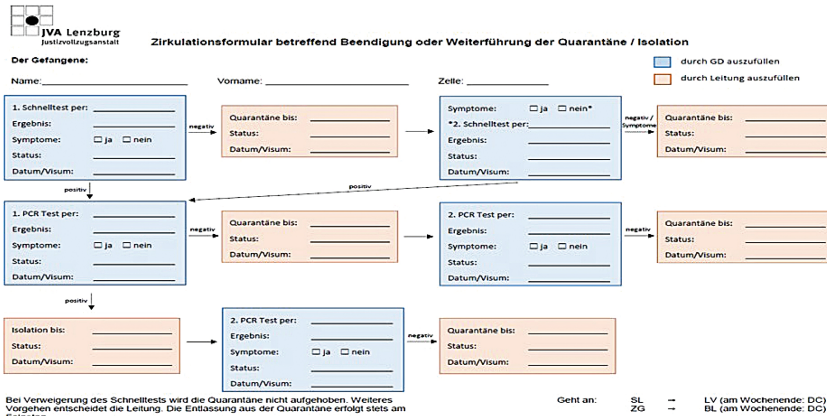 JVA Lenzburg
Justizvollzugsanstalt
Zirkulationsformular betreffend Beendigung oder Weiterführung der Quarantäne / Isolation
Der Gefangene:
durch GD auszufüllen
Name:
Vorname:
Zelle:
durch Leitung auszufüllen
1. Schnelltest per:
Ergebnis:
Symptome: ja nein
Status:
Datum/Visum:
negativ
Quarantäne bis:
Status:
Datum/Visum:
Symptome: ja nein*
*2. Schnelltest per:
Ergebnis:
Status:
Datum/Visum:
negativ /
Symptome
Quarantäne bis:
Status:
Datum/Visum:
positiv
positiv
1. PCR Test per:
Ergebnis:
Symptome: ja nein
Status:
Datum/Visum:
negativ
Quarantäne bis:
Status:
Datum/Visum:
2. PCR Test per:
Ergebnis:
Symptome: ja nein
Status:
Datum/Visum:
negativ
Quarantäne bis:
Status:
Datum/Visum:
positiv
Isolation bis:
Status:
Datum/Visum:
2. PCR Test per:
Ergebnis:
Symptome: ja nein
Status:
Datum/Visum:
negativ
Quarantäne bis:
Status:
Datum/Visum:
Bei Verweigerung des Schnelltests wird die Quarantäne nicht aufgehoben. Weiteres
Vorgehen entscheidet die Leitung. Die Entlassung aus der Quarantäne erfolgt stets am
Geht an: SL → LV (am Wochenende: DC)
ZG → BL (am Wochenende: DC)